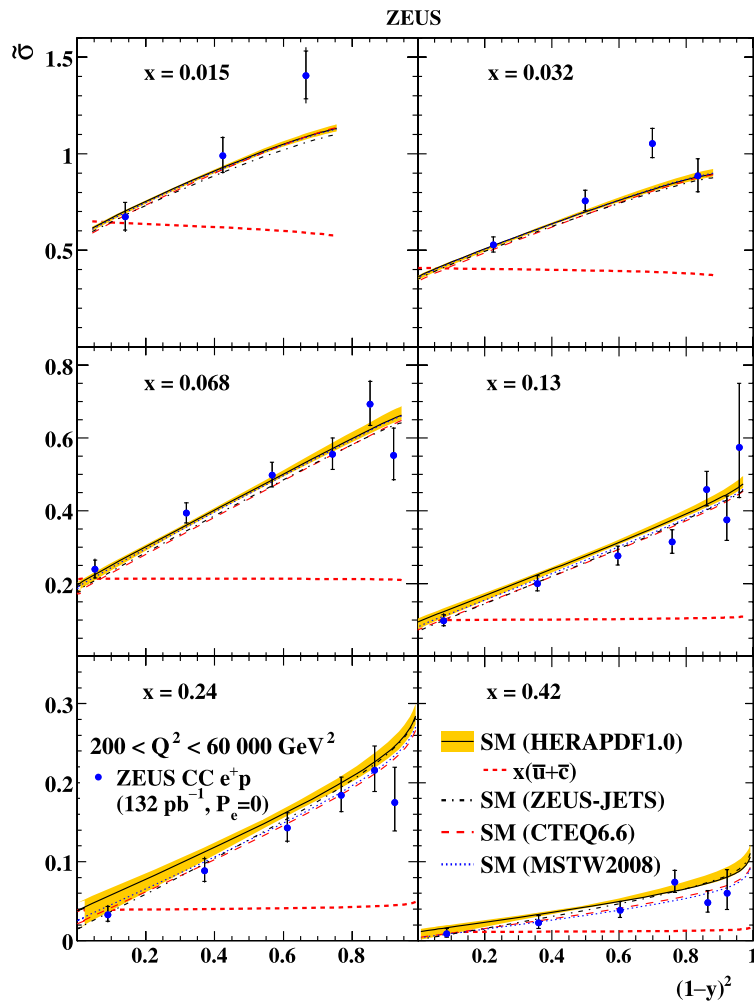 ZEUS
σ̃
x = 0.015
x = 0.032
1.5
1
0.5
x = 0.068
x = 0.13
0.8
0.6
0.4
0.2
x = 0.24
x = 0.42
0.3
0.2
0.1
0
200 < Q² < 60 000 GeV²
ZEUS CC e⁺p
(132 pb⁻¹, Pₑ=0)
SM (HERAPDF1.0)
x(u̅+c̅)
SM (ZEUS-JETS)
SM (CTEQ6.6)
SM (MSTW2008)
0.2 0.4 0.6 0.8 0.2 0.4 0.6 0.8 1
(1−y)²